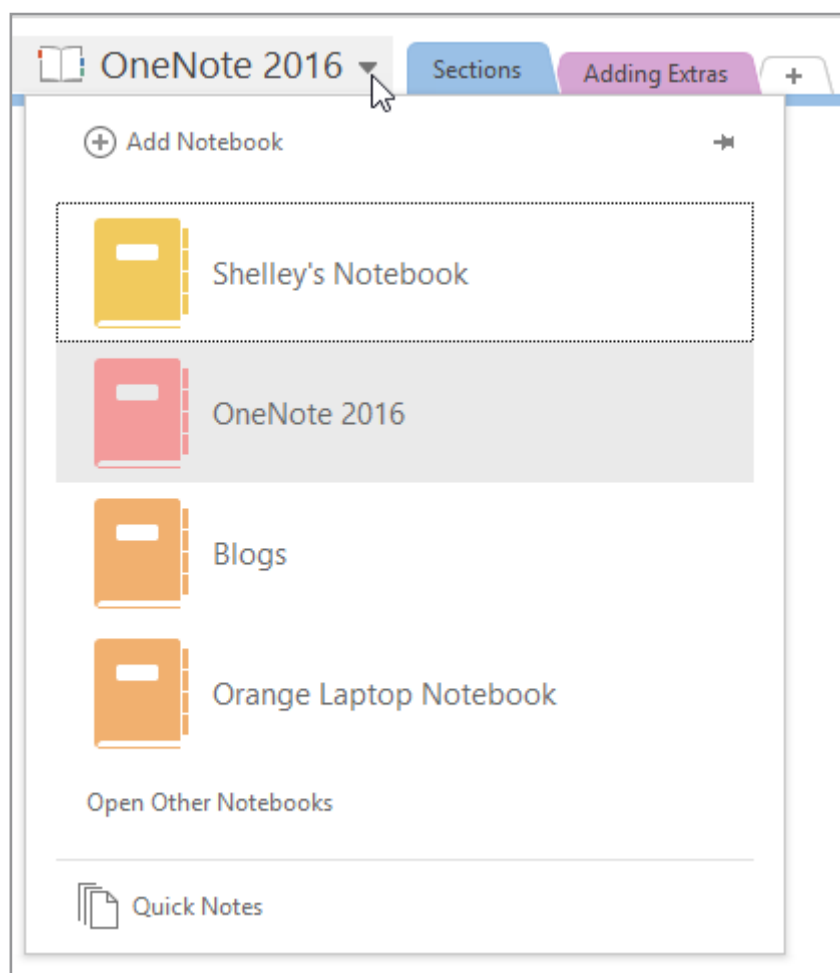 OneNote 2016 Sections Adding Extras +
Add Notebook
Shelley's Notebook
OneNote 2016
Blogs
Orange Laptop Notebook
Open Other Notebooks
Quick Notes